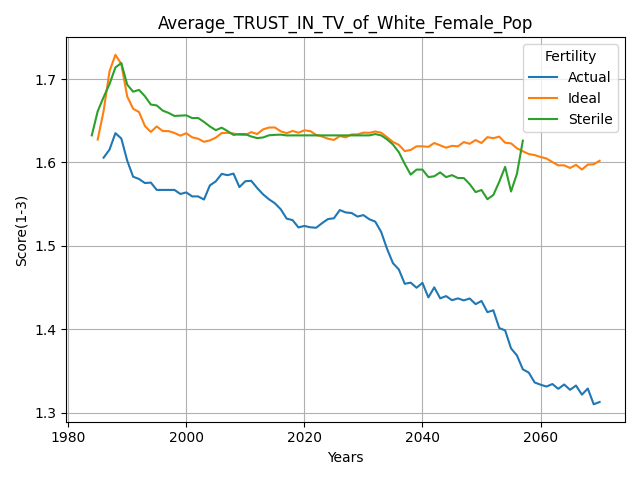 Average_TRUST_IN_TV_of_White_Female_Pop
Fertility
Actual
Ideal
Sterile
Score(1-3)
1.7
1.6
1.5
1.4
1.3
1980
2000
2020
2040
2060
Years